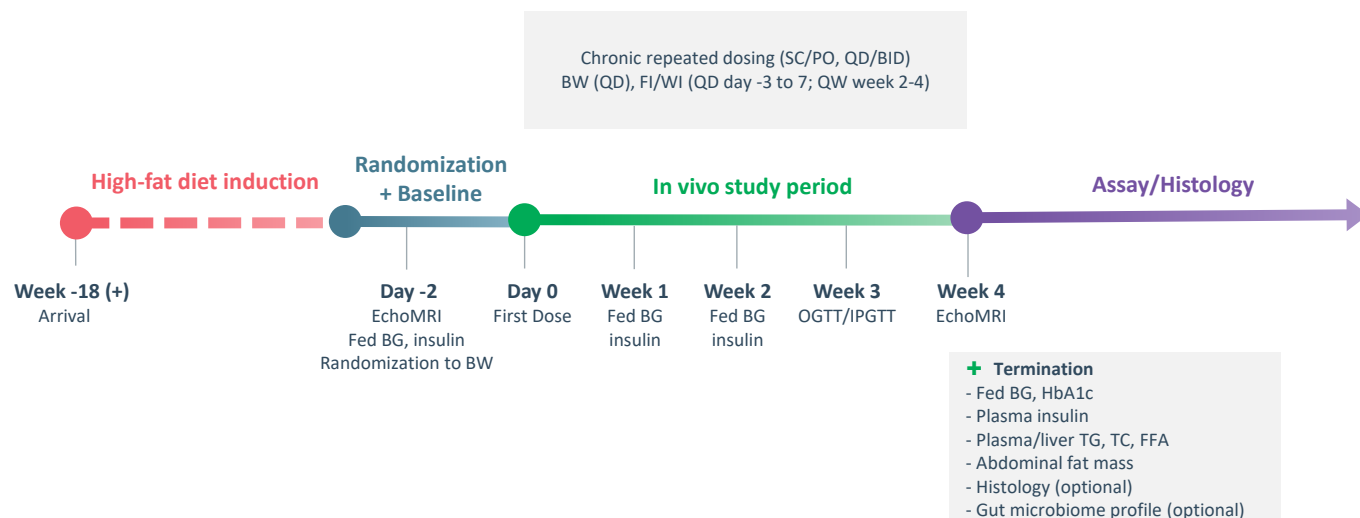 Chronic repeated dosing (SC/PO, QD/BID)
BW (QD), FI/WI (QD day -3 to 7; QW week 2-4)
High-fat diet induction
Randomization
+ Baseline
In vivo study period
Assay/Histology
Week -18 (+)
Arrival
Day -2
EchoMRI
Fed BG, insulin
Randomization to BW
Day 0
First Dose
Week 1
Fed BG
insulin
Week 2
Fed BG
insulin
Week 3
OGTT/IPGTT
Week 4
EchoMRI
+ Termination
- Fed BG, HbA1c
- Plasma insulin
- Plasma/liver TG, TC, FFA
- Abdominal fat mass
- Histology (optional)
- Gut microbiome profile (optional)